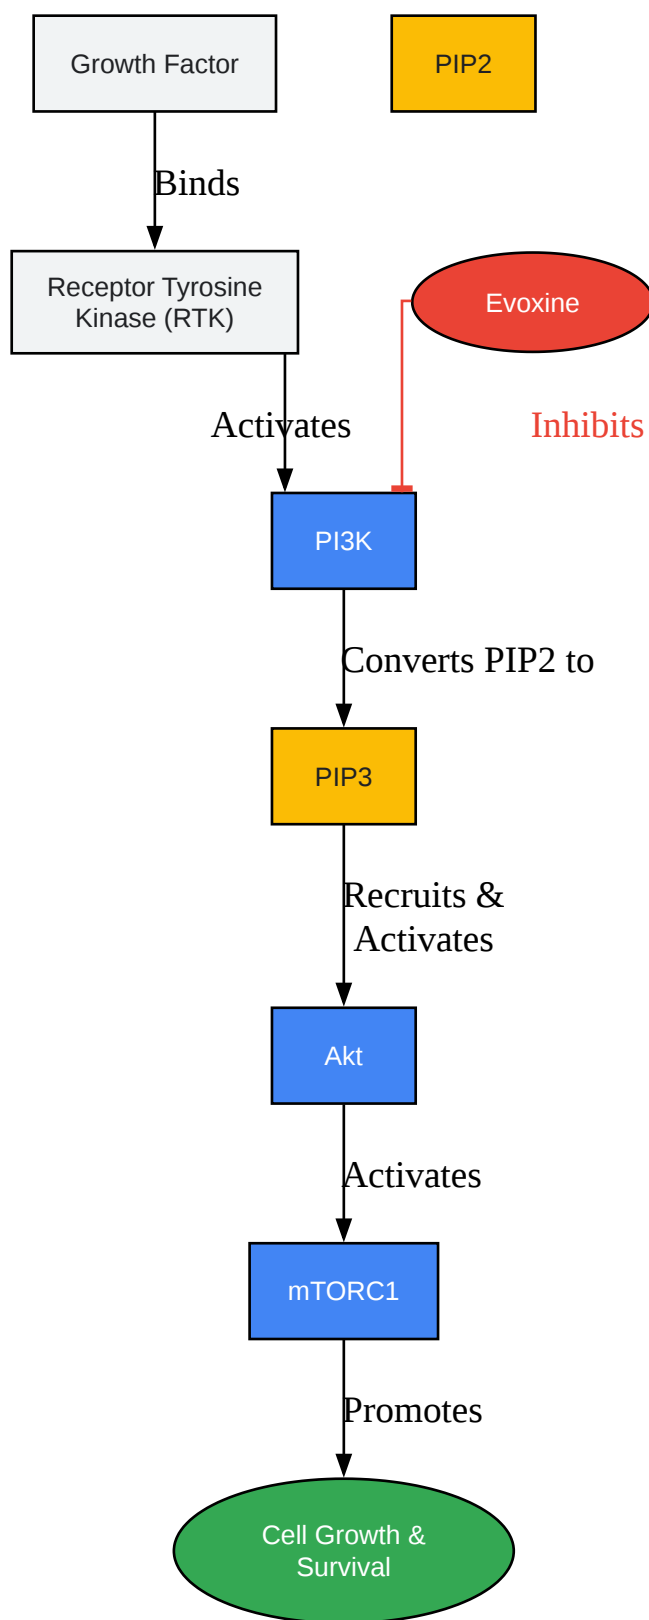 Growth Factor
PIP2
Binds
Receptor Tyrosine
Kinase (RTK)
Evoxine
Activates
Inhibits
PI3K
Converts PIP2 to
PIP3
Recruits &
Activates
Akt
Activates
mTORC1
Promotes
Cell Growth &
Survival